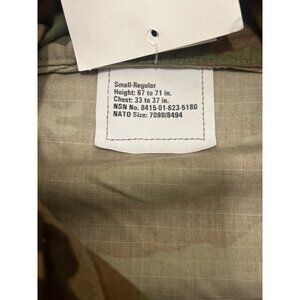 Small-Regular
Height: 67 to 71 in.
Chest: 33 to 37 in.
NSN No. 8415-01-623-5180
NATO Size: 7080/8494